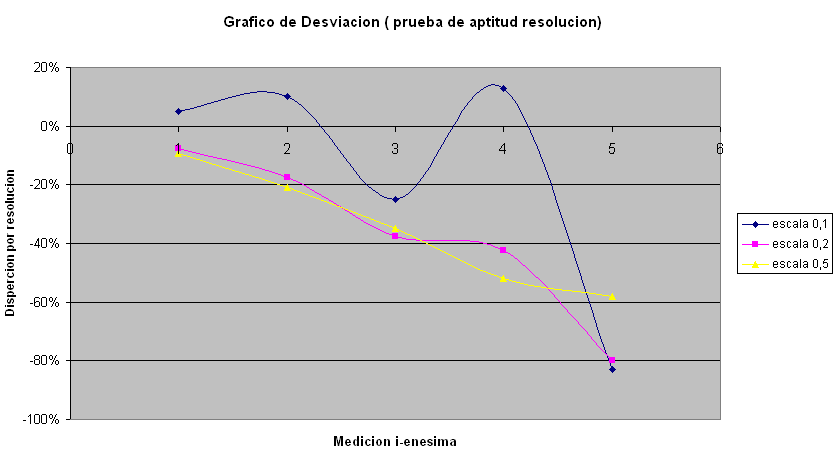 Grafico de Desviacion ( prueba de aptitud resolucion)
20%
0%
-20%
-40%
-60%
-80%
-100%
0
1
2
3
4
5
6
Dispercion por resolucion
Medicion i-enesima
escala 0,1
escala 0,2
escala 0,5